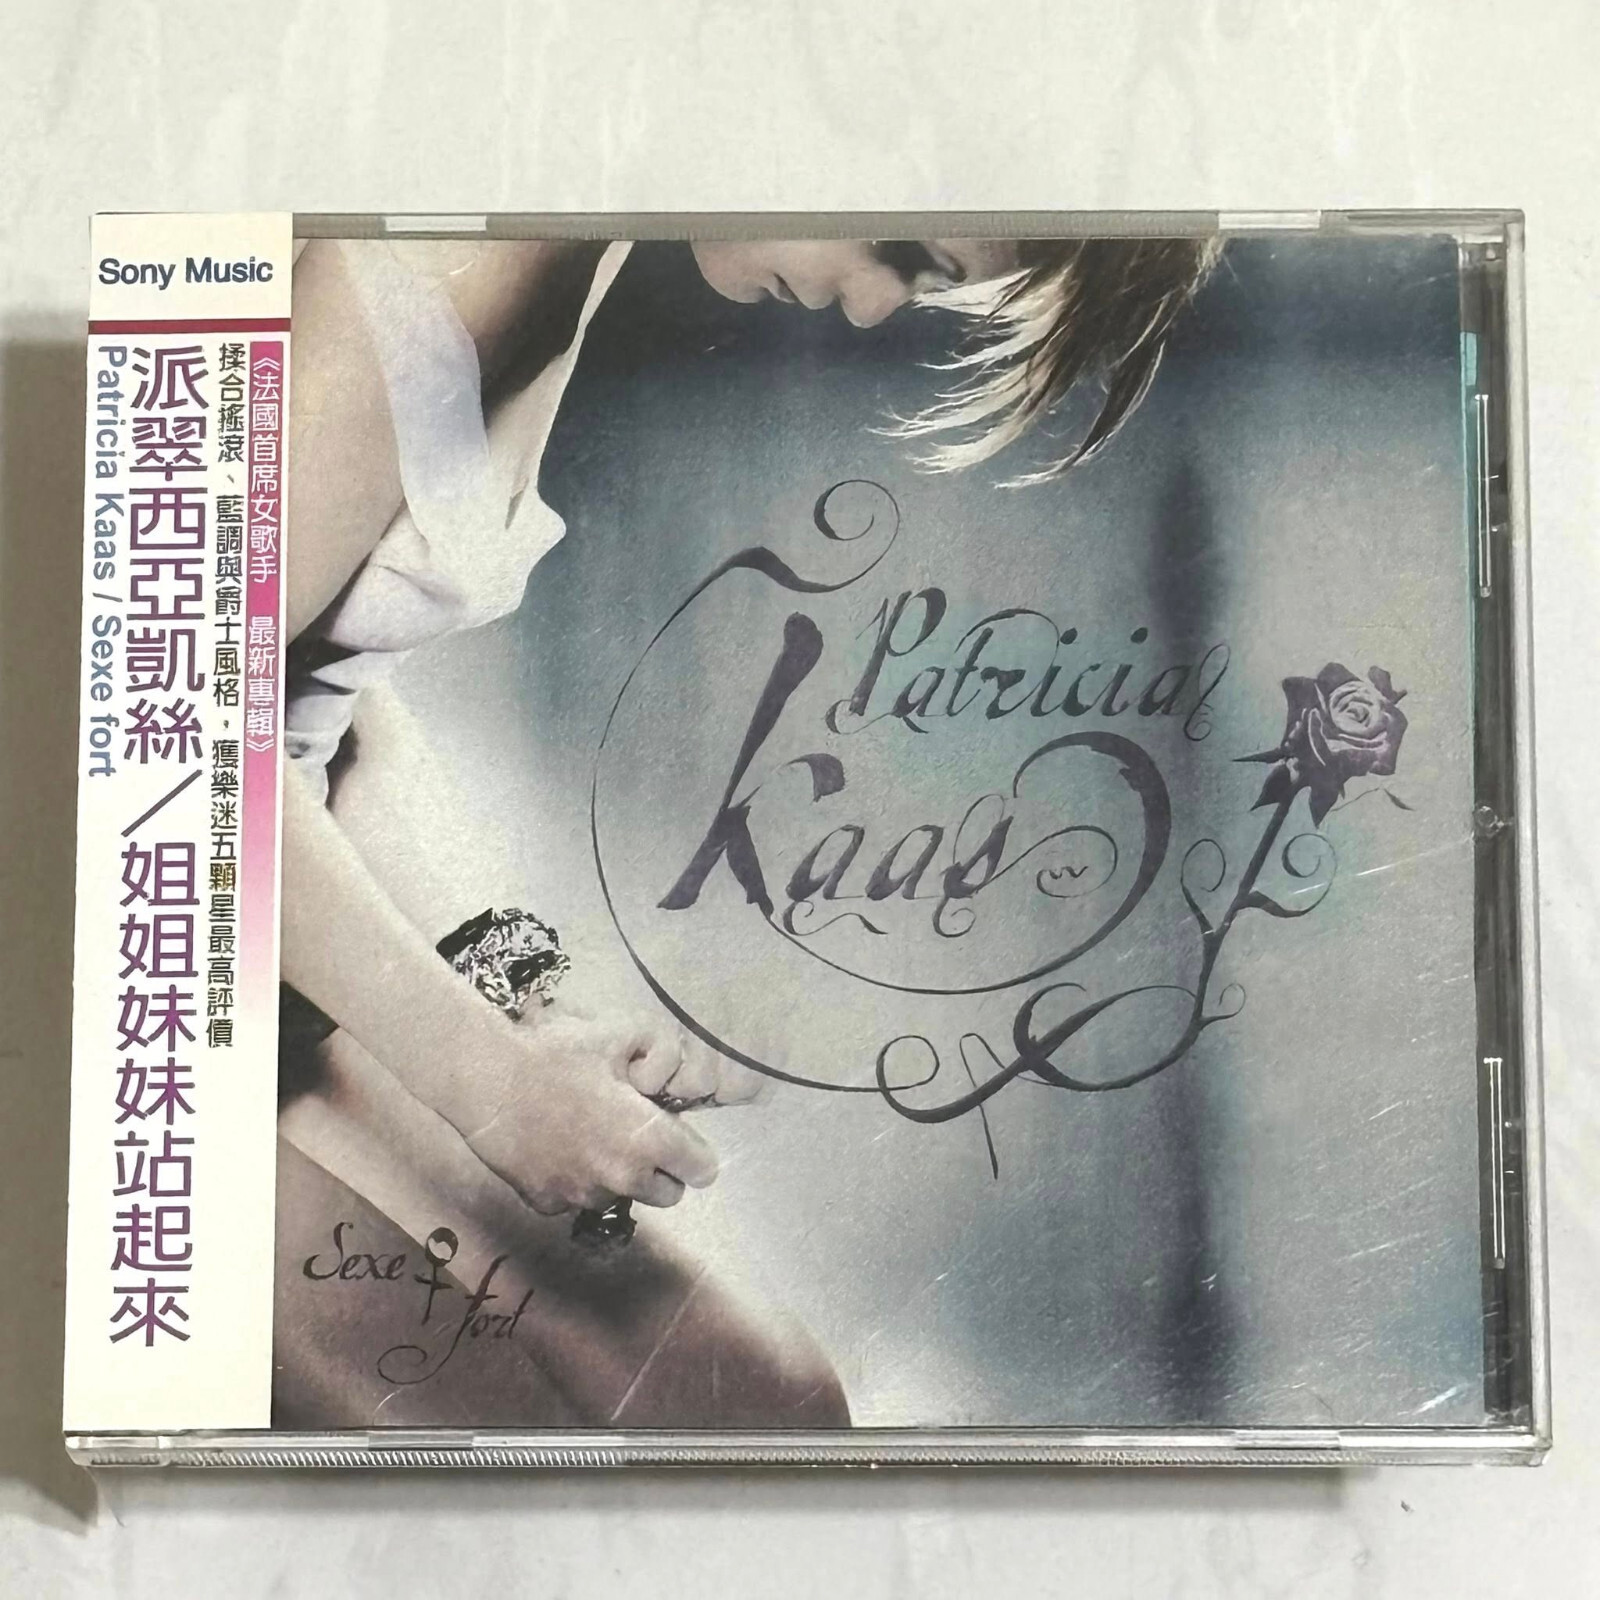 Sony Music
《法國首席女歌手 最新專輯》
揉合搖滾、藍調與爵士風格，獲樂迷五顆星最高評價
派翠西亞凱絲／姐姐妹妹站起來
Patricia Kaas / Sexe fort
Patricia
Kaas
Sexe fort